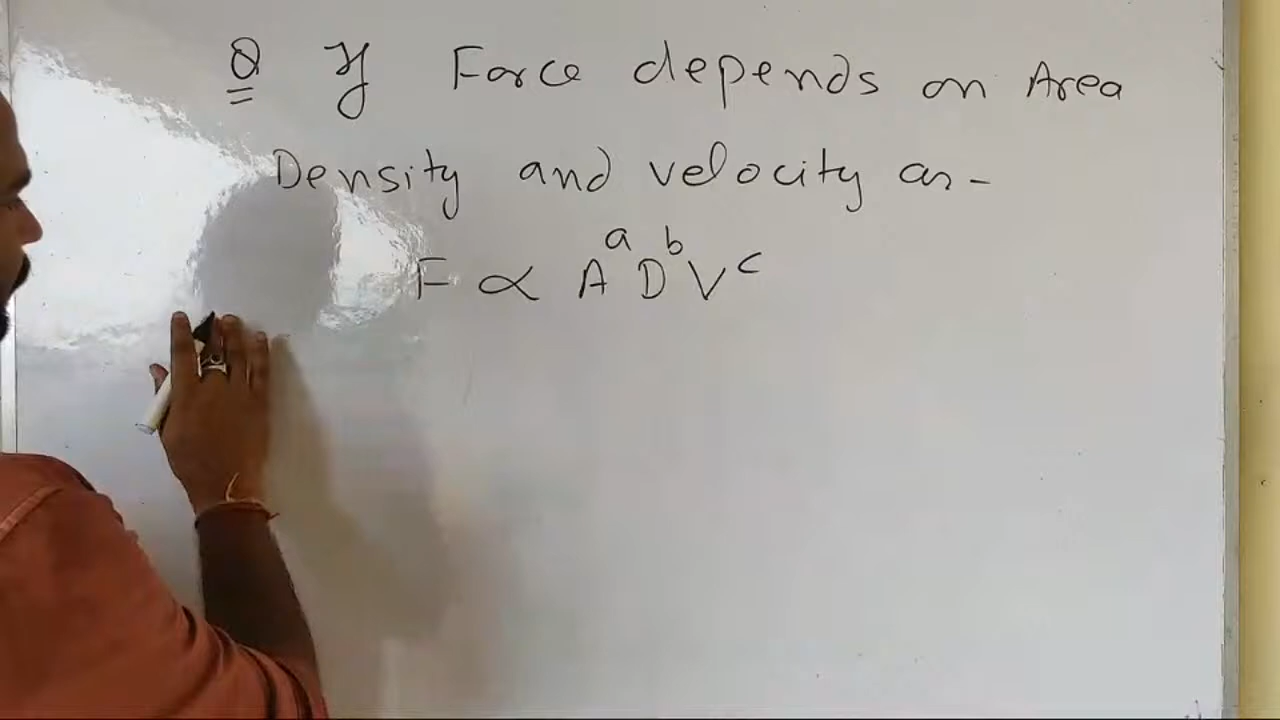 Q If Force depends on Area
Density and velocity as -
F ∝ A^a D^b V^c